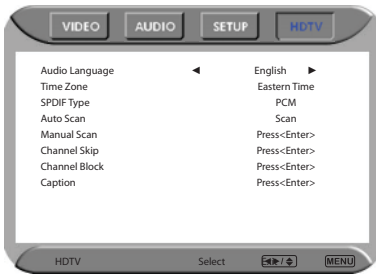 VIDEO AUDIO SETUP HDTV
Audio Language ◄ English ►
Time Zone Eastern Time
SPDIF Type PCM
Auto Scan Scan
Manual Scan Press<Enter>
Channel Skip Press<Enter>
Channel Block Press<Enter>
Caption Press<Enter>
HDTV Select MENU